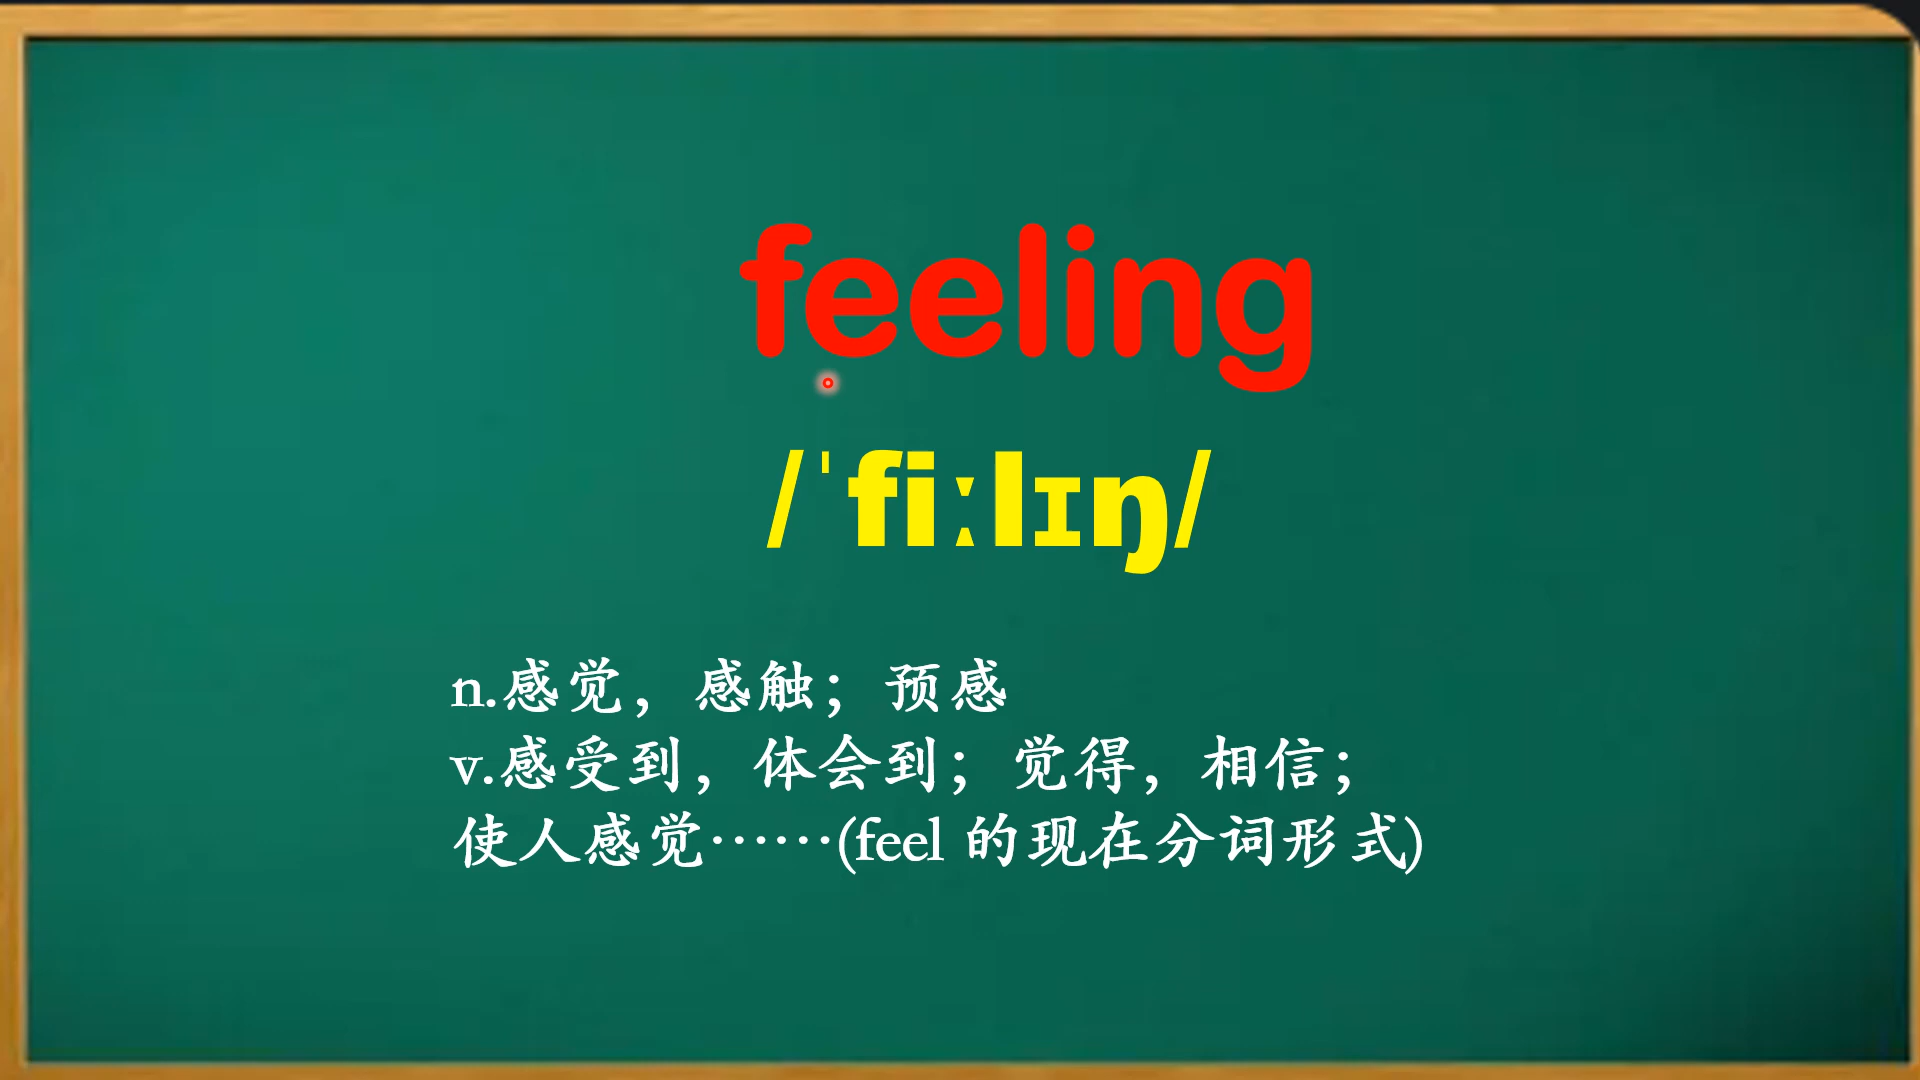 feeling
/ˈfiːlɪŋ/
n.感觉，感触；预感
v.感受到，体会到；觉得，相信；
使人感觉……(feel 的现在分词形式)